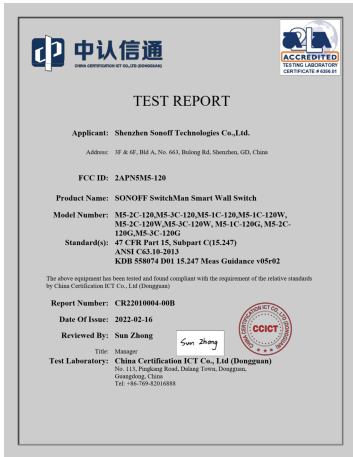 中认信通
CHINA CERTIFICATION ICT CO.,LTD (DONGGUAN)
ACCREDITED
TESTING LABORATORY
CERTIFICATE # 6356.01
TEST REPORT
Applicant: Shenzhen Sonoff Technologies Co.,Ltd.
Address: 3F & 6F, Bld A, No. 663, Bulong Rd, Shenzhen, GD, China
FCC ID: 2APN5M5-120
Product Name: SONOFF SwitchMan Smart Wall Switch
Model Number: M5-2C-120,M5-3C-120,M5-1C-120,M5-1C-120W,
M5-2C-120W,M5-3C-120W, M5-1C-120G, M5-2C-
120G,M5-3C-120G
Standard(s): 47 CFR Part 15, Subpart C(15.247)
ANSI C63.10-2013
KDB 558074 D01 15.247 Meas Guidance v05r02
The above equipment has been tested and found compliant with the requirement of the relative standards
by China Certification ICT Co., Ltd (Dongguan)
Report Number: CR22010004-00B
Date Of Issue: 2022-02-16
Reviewed By: Sun Zhong
Sun Zhong
Title: Manager
CHINA CERTIFICATION ICT CO., LTD (DONGGUAN)
CCICT
Test Laboratory: China Certification ICT Co., Ltd (Dongguan)
No. 113, Pingkang Road, Dalang Town, Dongguan,
Guangdong, China
Tel: +86-769-82016888